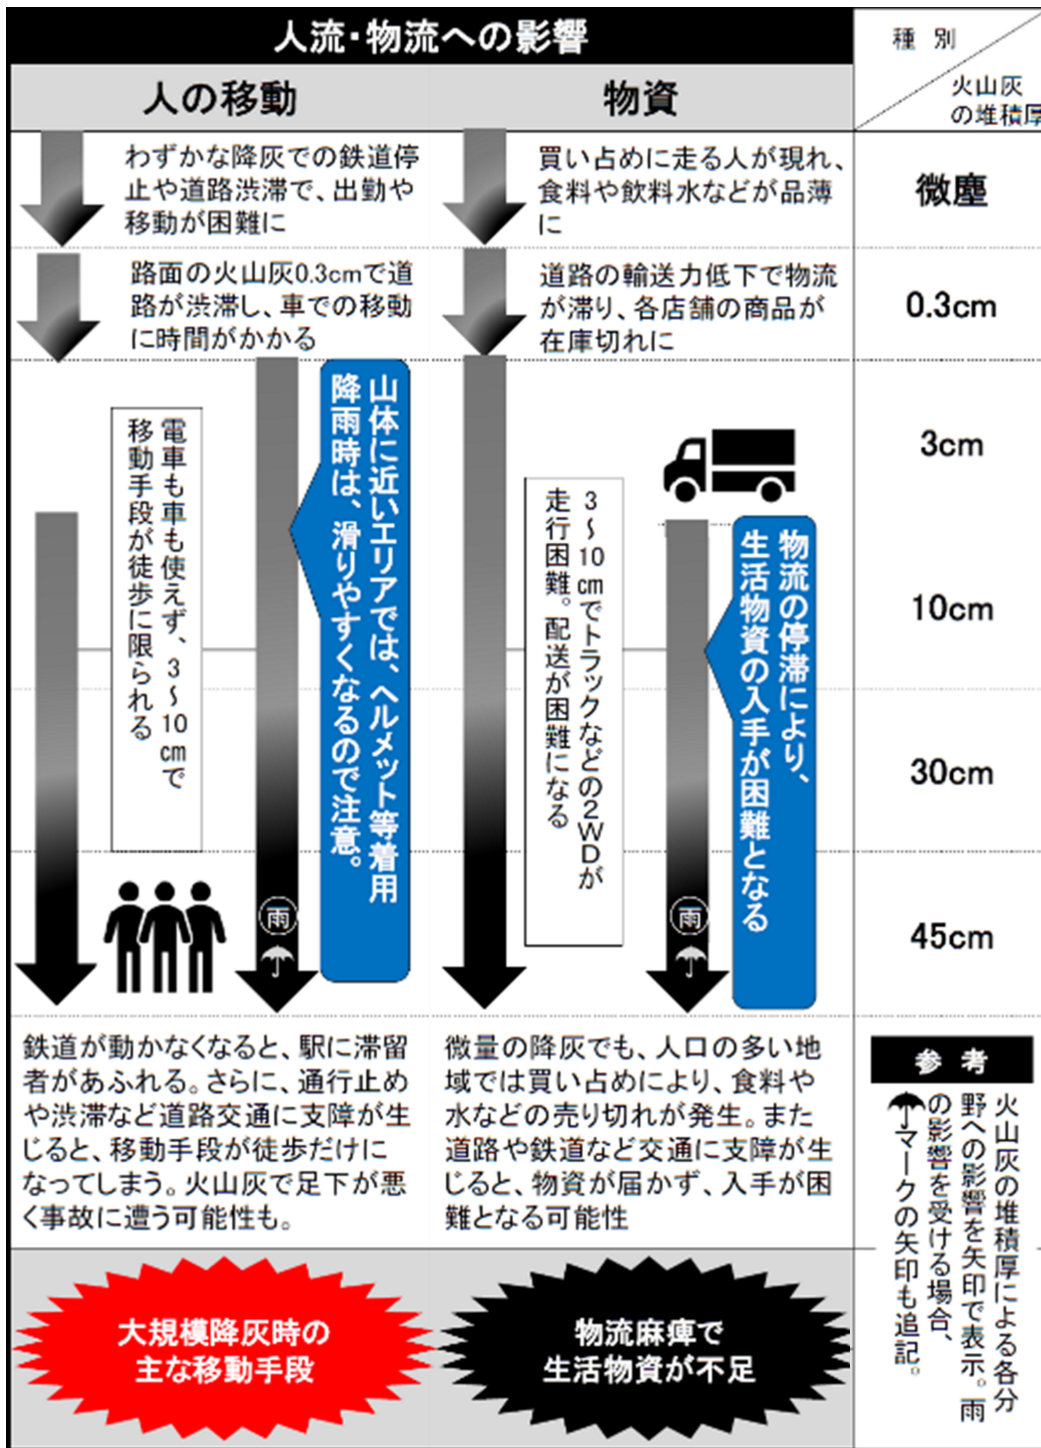 人流・物流への影響
種 別
火山灰
の堆積厚
人の移動
物資
わずかな降灰での鉄道停
止や道路渋滞で、出勤や
移動が困難に
買い占めに走る人が現れ、
食料や飲料水などが品薄
に
微塵
路面の火山灰0.3cmで道
路が渋滞し、車での移動
に時間がかかる
道路の輸送力低下で物流
が滞り、各店舗の商品が
在庫切れに
0.3cm
電車も車も使えず、3～10㎝で
移動手段が徒歩に限られる
山体に近いエリアでは、ヘルメット等着用
降雨時は、滑りやすくなるので注意。
雨
3～10㎝でトラックなどの2WDが
走行困難。配送が困難になる
物流の停滞により、
生活物資の入手が困難となる
雨
3cm
10cm
30cm
45cm
鉄道が動かなくなると、駅に滞留
者があふれる。さらに、通行止め
や渋滞など道路交通に支障が生
じると、移動手段が徒歩だけに
なってしまう。火山灰で足下が悪
く事故に遭う可能性も。
微量の降灰でも、人口の多い地
域では買い占めにより、食料や
水などの売り切れが発生。また
道路や鉄道など交通に支障が生
じると、物資が届かず、入手が困
難となる可能性
参 考
火山灰の堆積厚による各分
野への影響を矢印で表示。雨
の影響を受ける場合、
☂マークの矢印も追記。
大規模降灰時の
主な移動手段
物流麻痺で
生活物資が不足